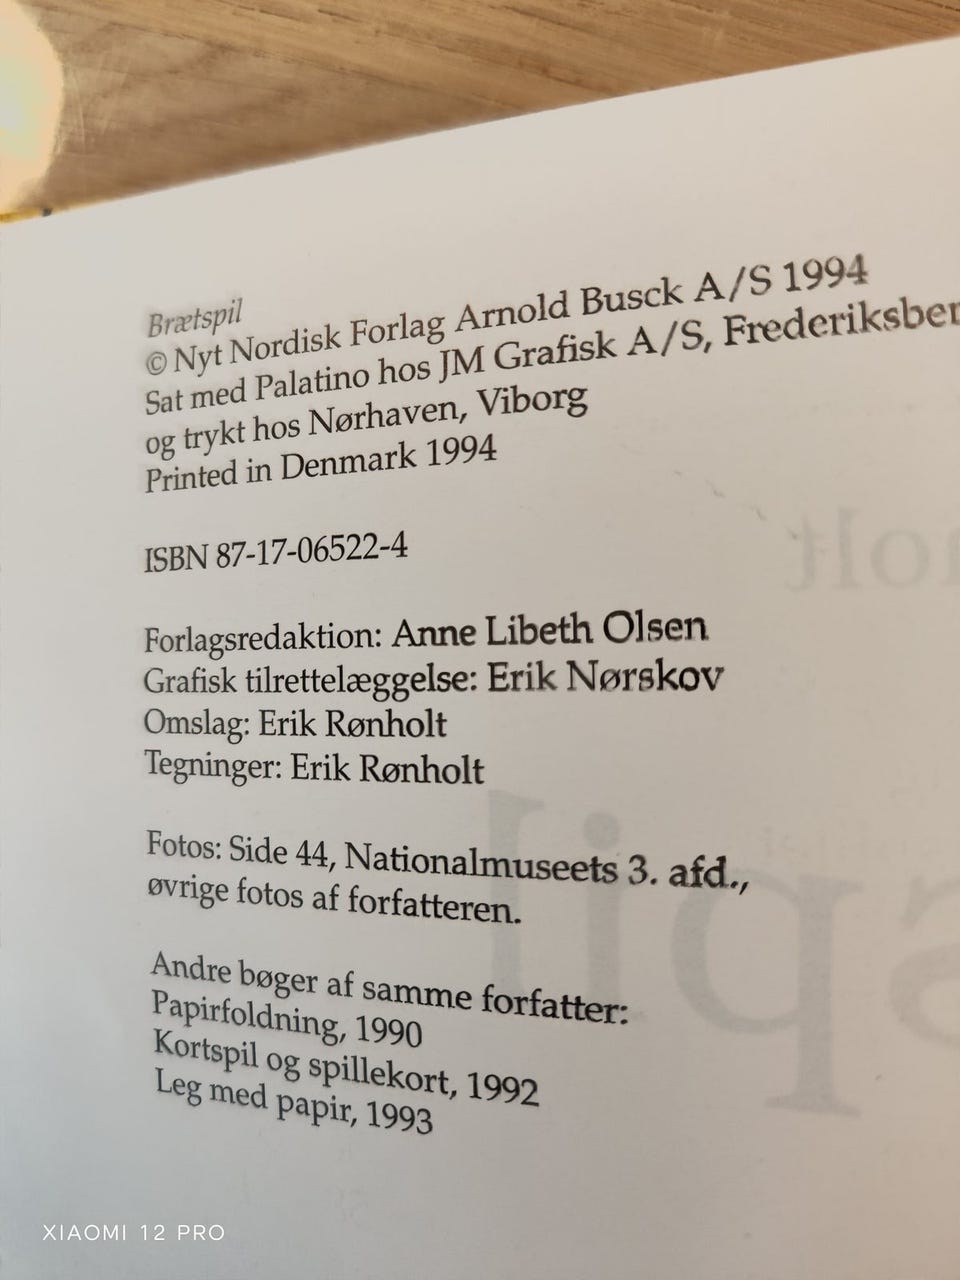 Brætspil
© Nyt Nordisk Forlag Arnold Busck A/S 1994
Sat med Palatino hos JM Grafisk A/S,
og trykt hos Nørhaven, Viborg
Printed in Denmark 1994
ISBN 87-17-06522-4
Forlagsredaktion: Anne Libeth Olsen
Grafisk tilrettelæggelse: Erik Nørskov
Omslag: Erik Rønholt
Tegninger: Erik Rønholt
Fotos: Side 44, Nationalmuseets 3. afd.,
øvrige fotos af forfatteren.
Andre bøger af samme forfatter:
Papirfoldning, 1990
Kortspil og spillekort, 1992
Leg med papir, 1993
XIAOMI 12 PRO